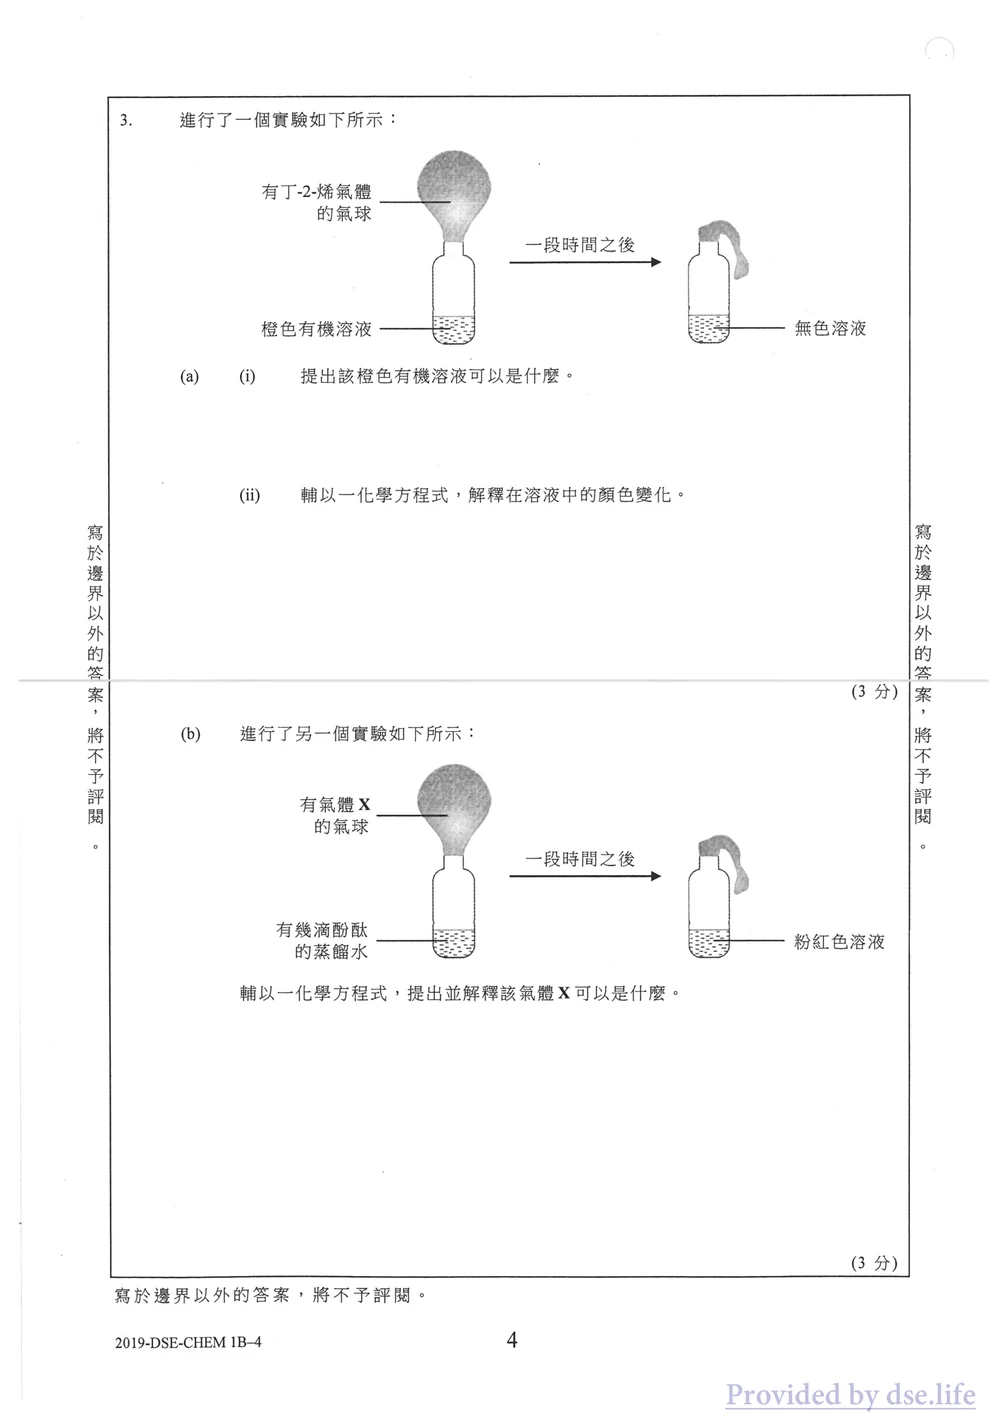 3. 進行了一個實驗如下所示：
有丁-2-烯氣體
的氣球
一段時間之後
橙色有機溶液
無色溶液
(a) (i) 提出該橙色有機溶液可以是什麼。
(ii) 輔以一化學方程式，解釋在溶液中的顏色變化。
(3 分)
(b) 進行了另一個實驗如下所示：
有氣體 X
的氣球
一段時間之後
有幾滴酚酞
的蒸餾水
粉紅色溶液
輔以一化學方程式，提出並解釋該氣體 X 可以是什麼。
(3 分)
寫於邊界以外的答案，將不予評閱。
寫於邊界以外的答案，將不予評閱。
寫於邊界以外的答案，將不予評閱。
2019-DSE-CHEM 1B–4
4
Provided by dse.life